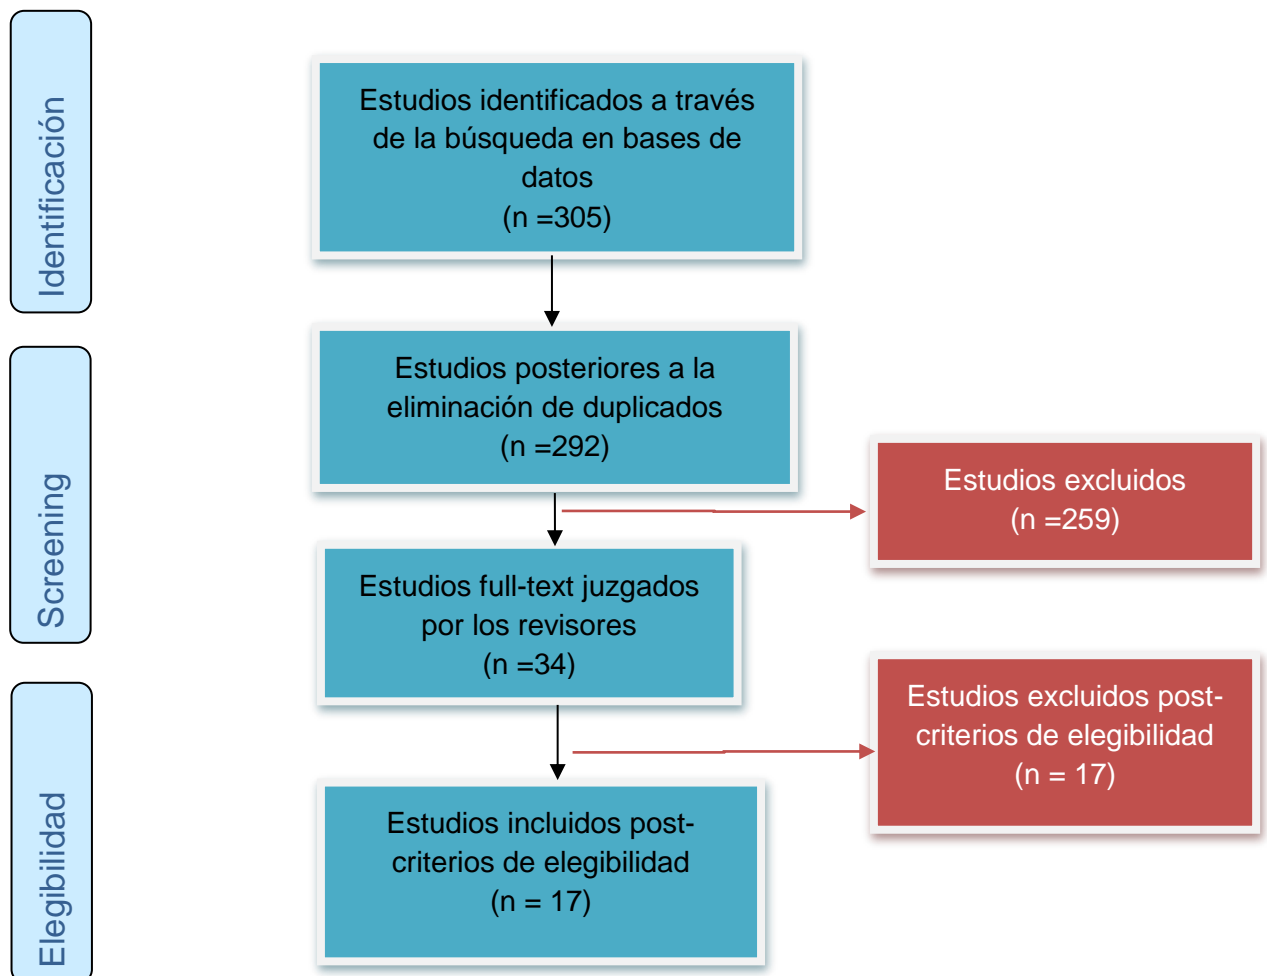 Identificación
Estudios identificados a través
de la búsqueda en bases de
datos
(n =305)
Screening
Estudios posteriores a la
eliminación de duplicados
(n =292)
Estudios excluidos
(n =259)
Estudios full-text juzgados
por los revisores
(n =34)
Elegibilidad
Estudios excluidos post-
criterios de elegibilidad
(n = 17)
Estudios incluidos post-
criterios de elegibilidad
(n = 17)